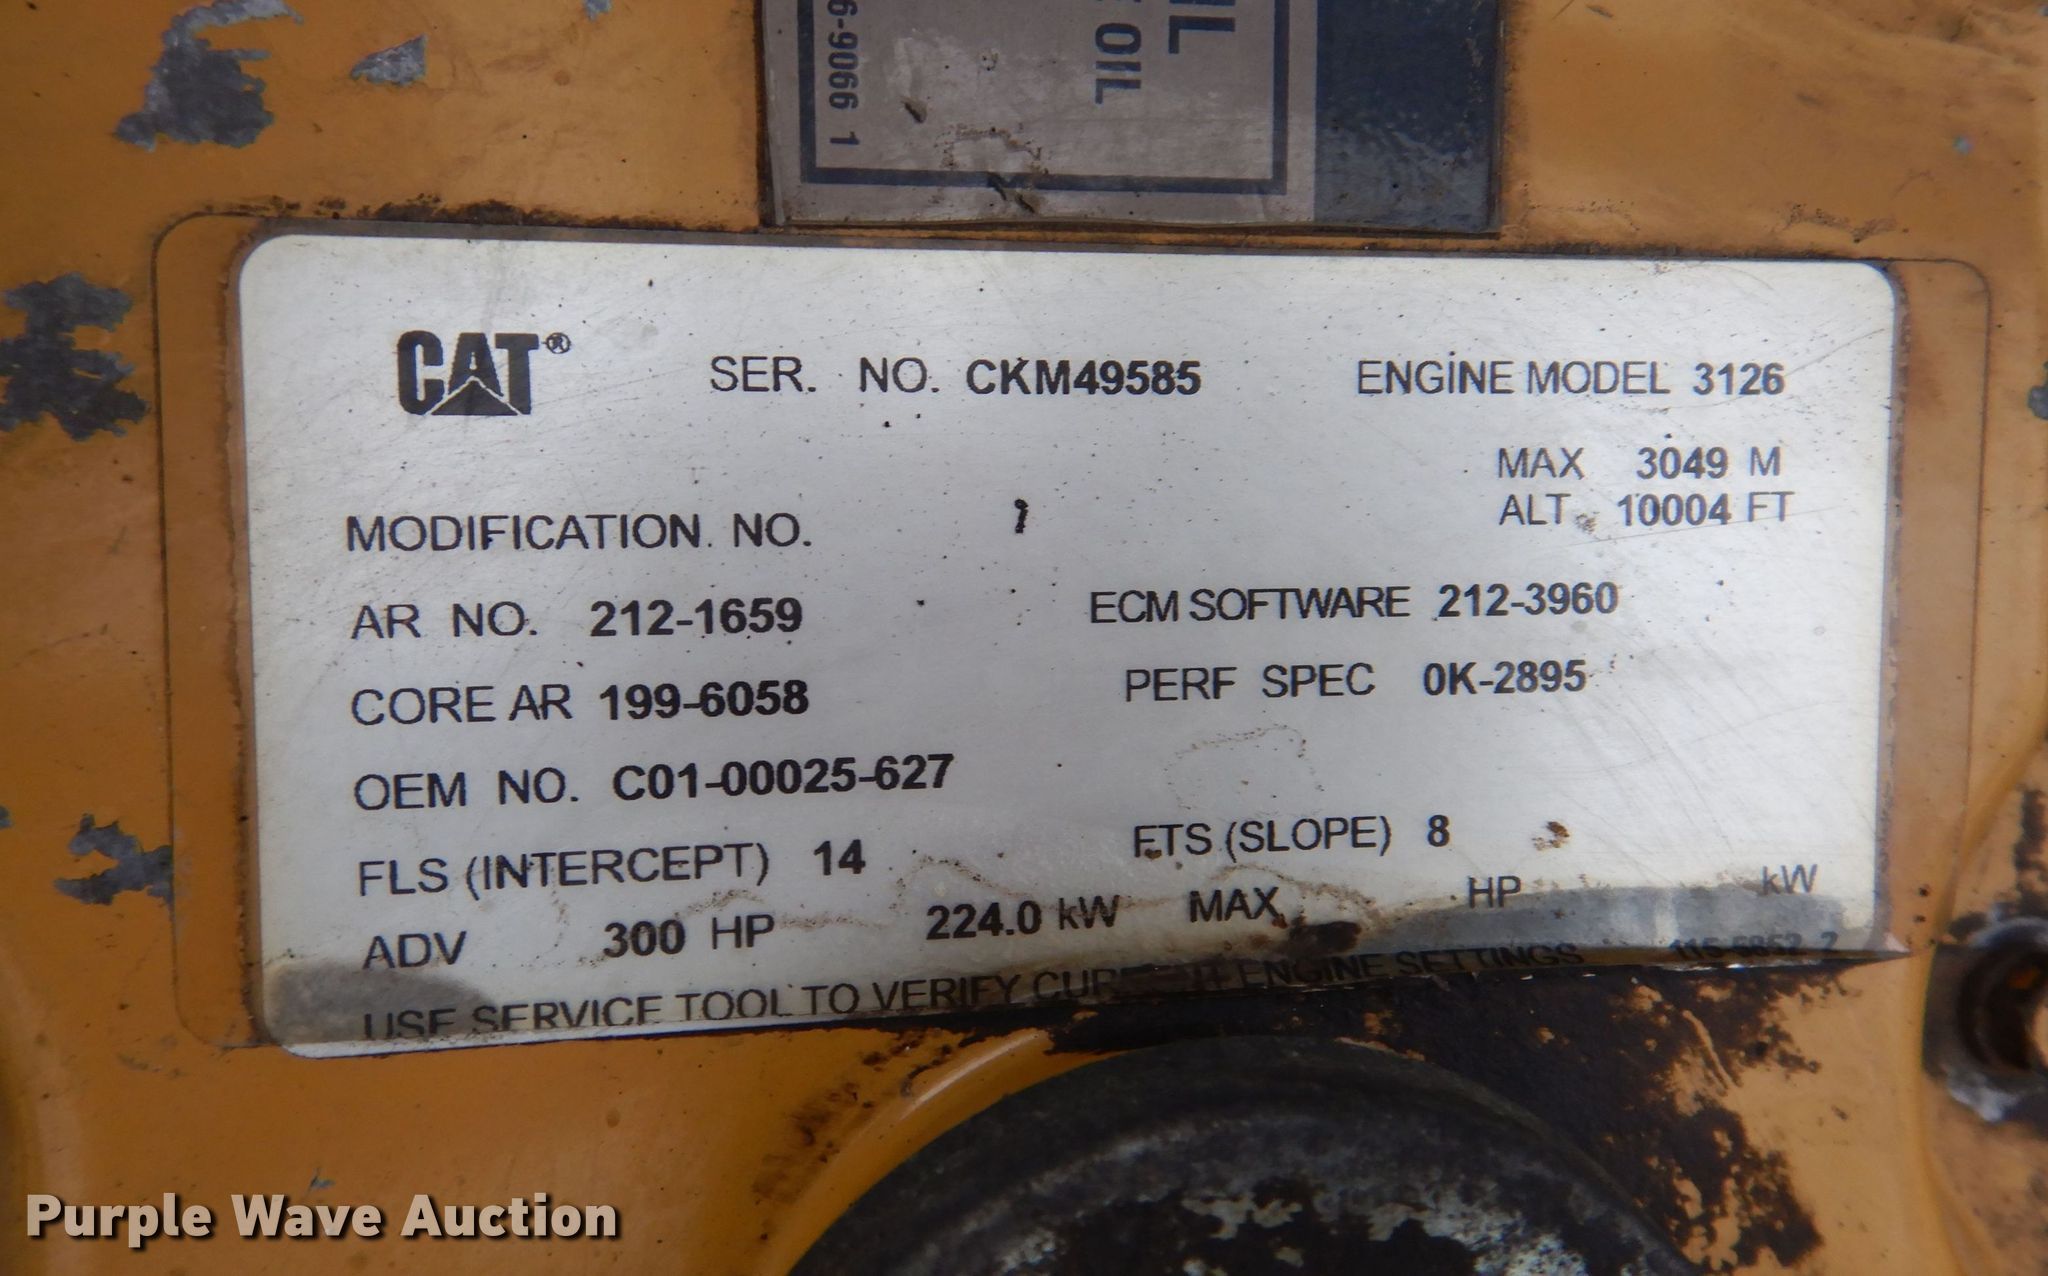 6-9066 1
OIL
CAT®
SER. NO. CKM49585 ENGINE MODEL 3126
MAX 3049 M
MODIFICATION NO. ALT 10004 FT
AR NO. 212-1659 ECM SOFTWARE 212-3960
CORE AR 199-6058 PERF SPEC 0K-2895
OEM NO. C01-00025-627
FLS (INTERCEPT) 14 FTS (SLOPE) 8
ADV 300 HP 224.0 kW MAX HP kW
USE SERVICE TOOL TO VERIFY ENGINE SETTINGS 115-5852 2
Purple Wave Auction